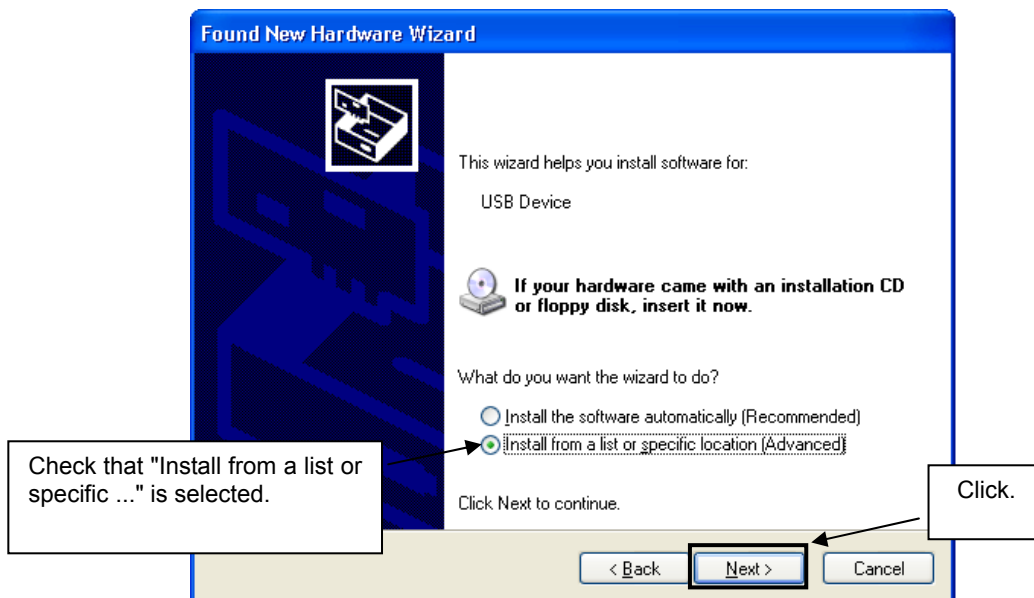 Found New Hardware Wizard
This wizard helps you install software for:
USB Device
If your hardware came with an installation CD
or floppy disk, insert it now.
What do you want the wizard to do?
Install the software automatically (Recommended)
Install from a list or specific location (Advanced)
Check that "Install from a list or
specific ..." is selected.
Click Next to continue.
Click.
< Back
Next >
Cancel